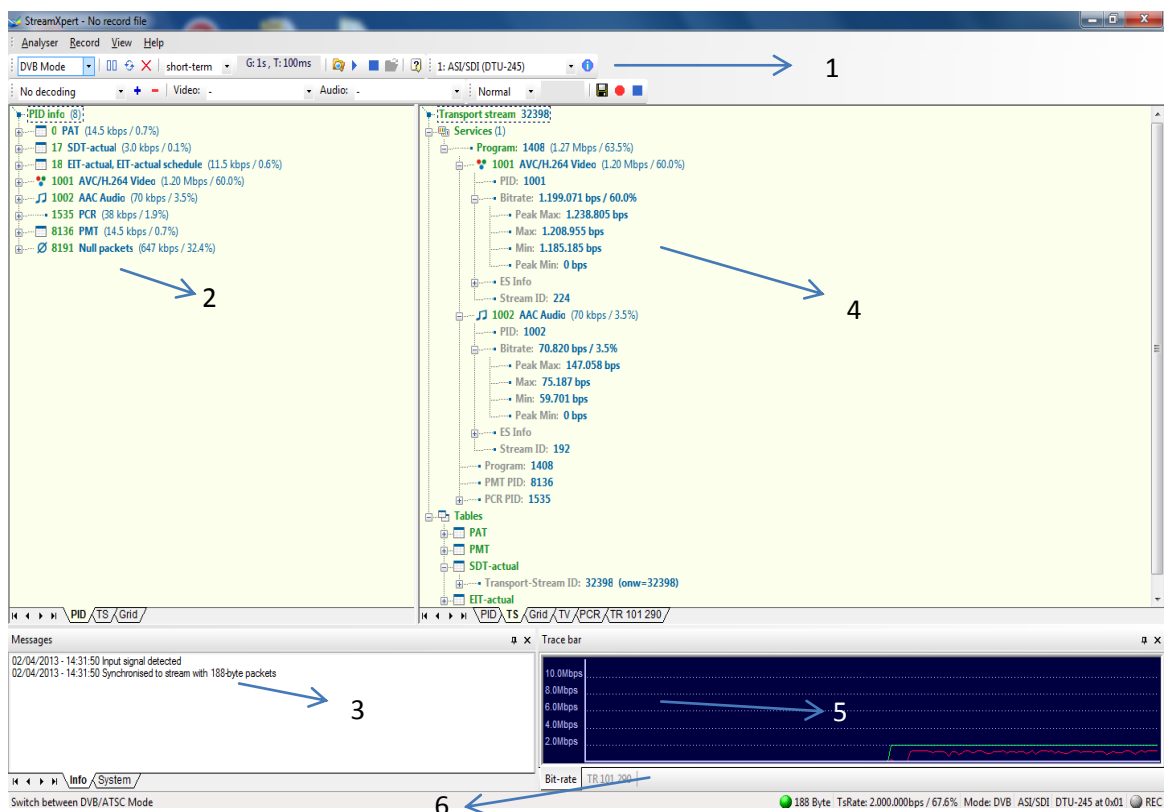 StreamXpert - No record file
Analyser Record View Help
DVB Mode short-term G: 1s, T: 100ms 1: ASI/SDI (DTU-245)
1
No decoding Video: - Audio: - Normal
PID info (8)
0 PAT (14.5 kbps / 0.7%)
17 SDT-actual (3.0 kbps / 0.1%)
18 EIT-actual, EIT-actual schedule (11.5 kbps / 0.6%)
1001 AVC/H.264 Video (1.20 Mbps / 60.0%)
1002 AAC Audio (70 kbps / 3.5%)
1535 PCR (38 kbps / 1.9%)
8136 PMT (14.5 kbps / 0.7%)
8191 Null packets (647 kbps / 32.4%)
2
PID TS Grid
Transport stream 32398
Services (1)
Program: 1408 (1.27 Mbps / 63.5%)
1001 AVC/H.264 Video (1.20 Mbps / 60.0%)
PID: 1001
Bitrate: 1.199.071 bps / 60.0%
Peak Max: 1.238.805 bps
Max: 1.208.955 bps
Min: 1.185.185 bps
Peak Min: 0 bps
ES Info
Stream ID: 224
4
1002 AAC Audio (70 kbps / 3.5%)
PID: 1002
Bitrate: 70.820 bps / 3.5%
Peak Max: 147.058 bps
Max: 75.187 bps
Min: 59.701 bps
Peak Min: 0 bps
ES Info
Stream ID: 192
Program: 1408
PMT PID: 8136
PCR PID: 1535
Tables
PAT
PMT
SDT-actual
Transport-Stream ID: 32398 (onw=32398)
EIT-actual
PID TS Grid TV PCR TR 101 290
Messages
02/04/2013 - 14:31:50 Input signal detected
02/04/2013 - 14:31:50 Synchronised to stream with 188-byte packets
3
Info System
Trace bar
10.0Mbps
8.0Mbps
6.0Mbps
4.0Mbps
2.0Mbps
5
Bit-rate TR 101 290
6
Switch between DVB/ATSC Mode
188 Byte TsRate: 2.000.000bps / 67.6% Mode: DVB ASI/SDI DTU-245 at 0x01 REC